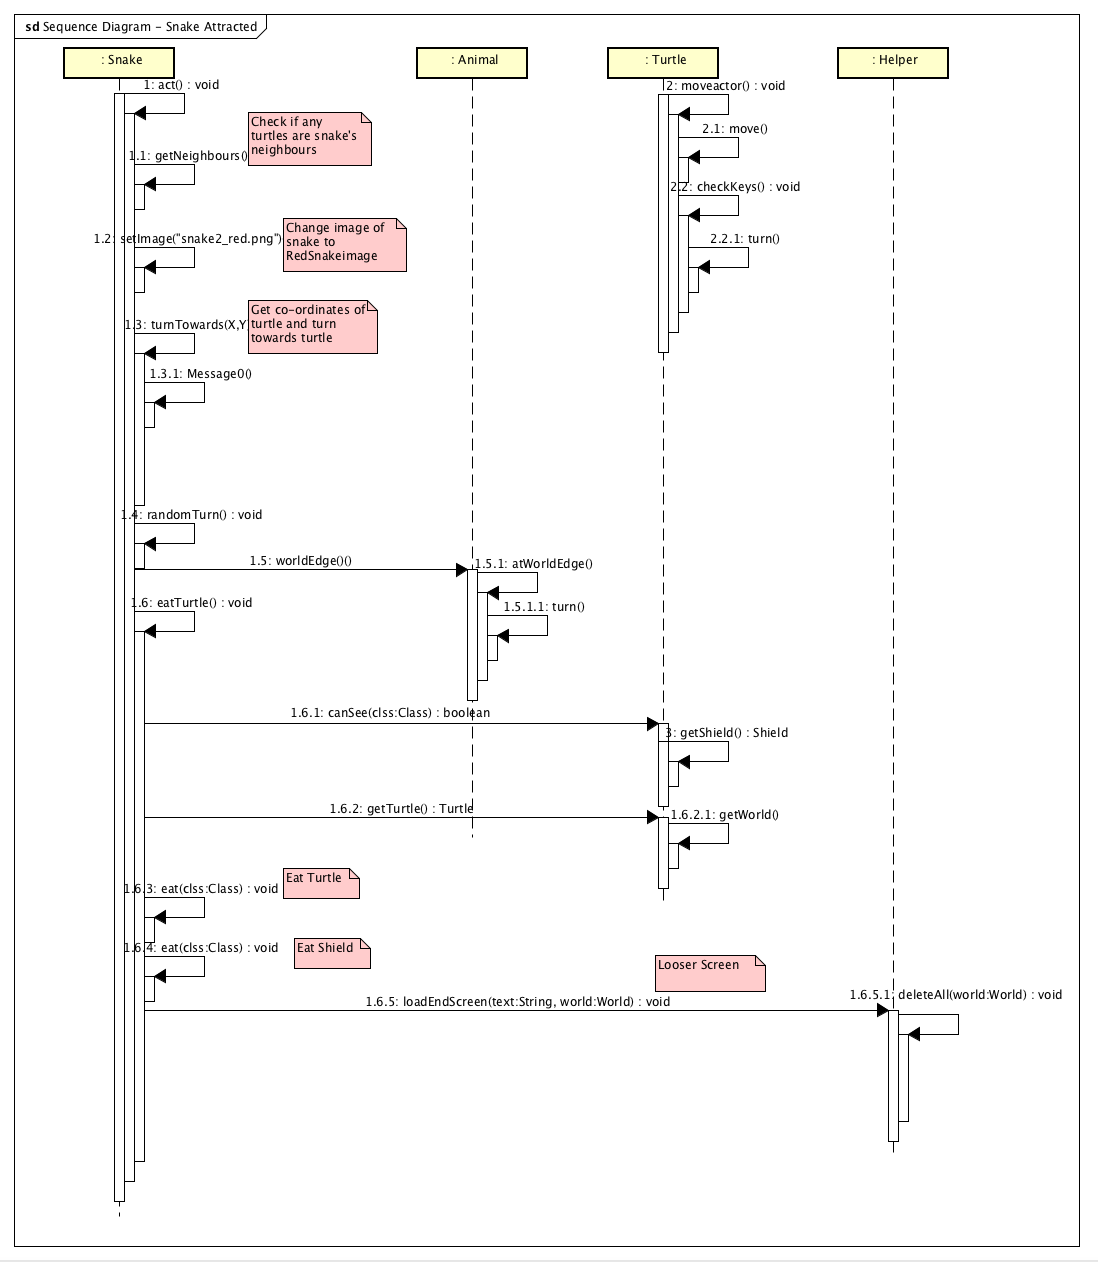 sd Sequence Diagram - Snake Attracted
: Snake
: Animal
: Turtle
: Helper
1: act() : void
2: moveactor() : void
Check if any
turtles are snake's
neighbours
2.1: move()
1.1: getNeighbours()
2.2: checkKeys() : void
Change image of
snake to
RedSnakeimage
1.2: setImage("snake2_red.png")
2.2.1: turn()
Get co-ordinates of
turtle and turn
towards turtle
1.3: turnTowards(X,Y
1.3.1: Message0()
1.4: randomTurn() : void
1.5: worldEdge()()
1.5.1: atWorldEdge()
1.6: eatTurtle() : void
1.5.1.1: turn()
1.6.1: canSee(clss:Class) : boolean
3: getShield() : Shield
1.6.2: getTurtle() : Turtle
1.6.2.1: getWorld()
Eat Turtle
1.6.3: eat(clss:Class) : void
Eat Shield
1.6.4: eat(clss:Class) : void
Looser Screen
1.6.5: loadEndScreen(text:String, world:World) : void
1.6.5.1: deleteAll(world:World) : void